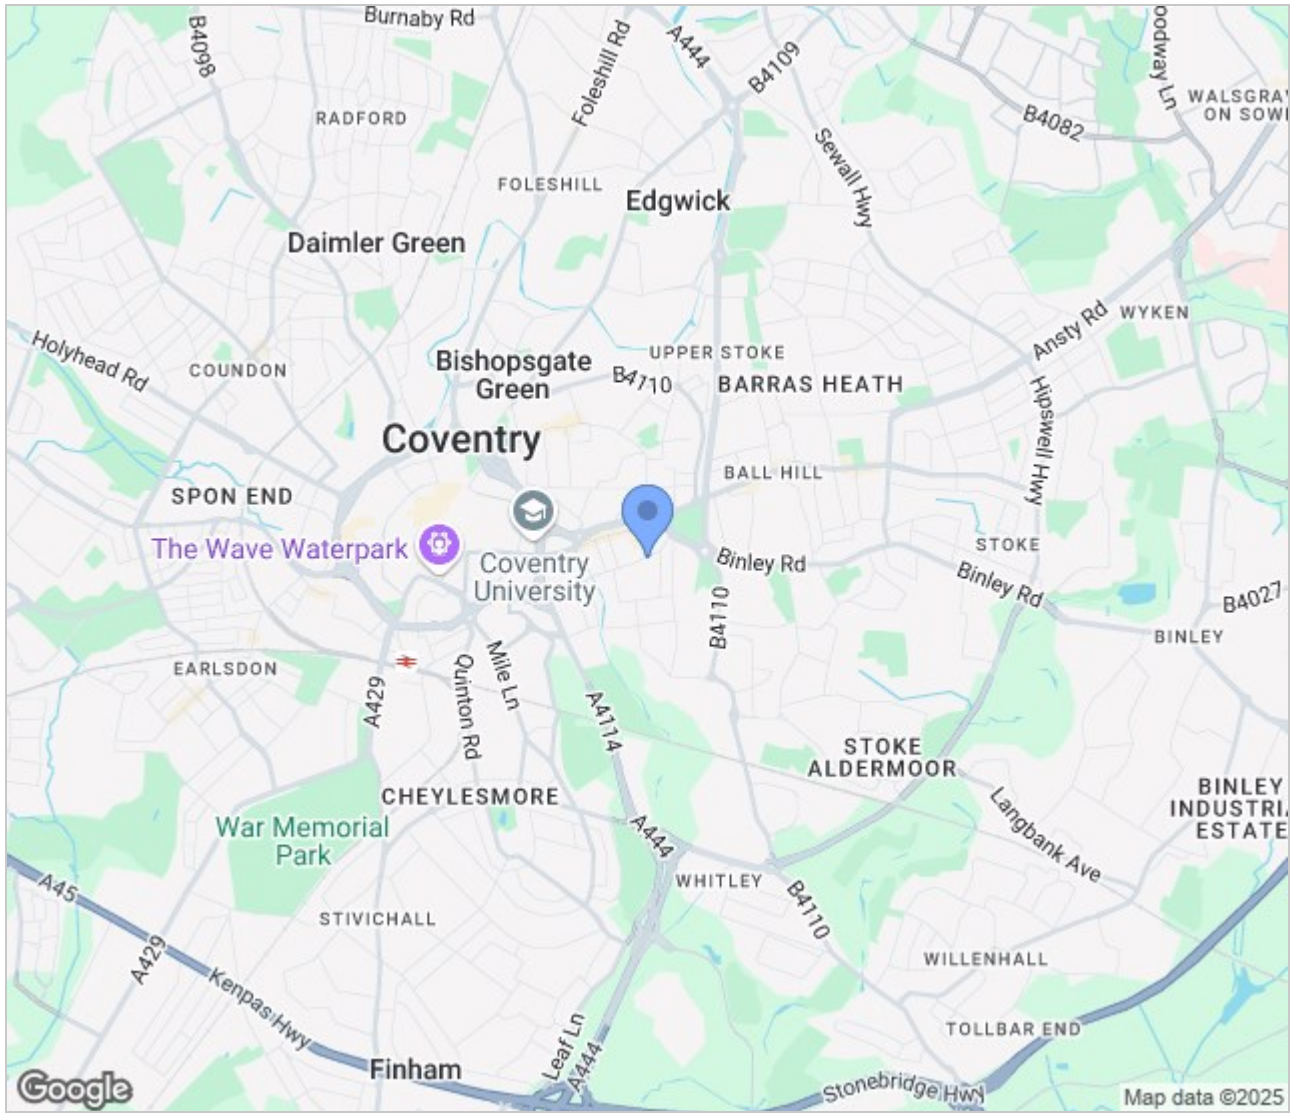 Burnaby Rd
B4098
Foleshill Rd
A444
B4109
oodway Ln
WALSGRA
ON SOW
B4082
RADFORD
Sewall Hwy
FOLESHILL
Edgwick
Daimler Green
Holyhead Rd
COUNDON
Bishopsgate
Green
UPPER STOKE
B4110
BARRAS HEATH
Ansty Rd
WYKEN
Hipswell Hwy
Coventry
BALL HILL
SPON END
The Wave Waterpark
Coventry
University
Binley Rd
STOKE
Binley Rd
B4027
BINLEY
B4110
EARLSDON
A429
Quinton Rd
Mile Ln
A4114
STOKE
ALDERMOOR
CHEYLESMORE
War Memorial
Park
A444
Langbank Ave
BINLEY
INDUSTRI
ESTATE
A45
WHITLEY
B4110
STIVICHALL
A429
Kenpas Hwy
WILLENHALL
TOLLBAR END
Leaf Ln
A444
Finham
Stonebridge Hwy
Google
Map data ©2025